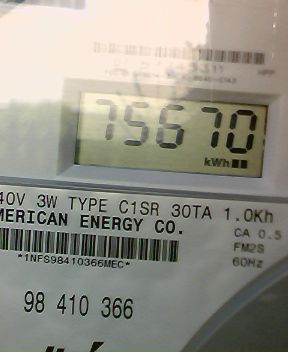 HPP
75670
kWh
40V 3W TYPE C1SR 30TA 1.0Kh
MERICAN ENERGY CO.
CA 0.5
FM2S
*1NFS98410366MEC*
60Hz
98 410 366